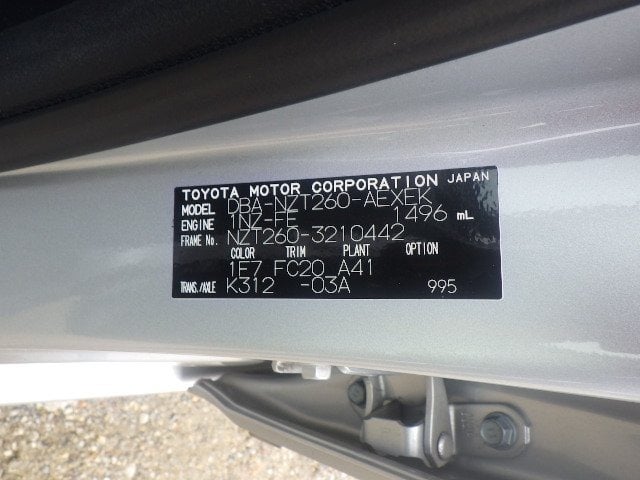 TOYOTA MOTOR CORPORATION JAPAN
MODEL DBA-NZT260-AEXEK
ENGINE 1NZ-FE 1496 mL
FRAME No. NZT260-3210442
COLOR TRIM PLANT OPTION
1E7 FC20 A41
TRANS./AXLE K312 -03A 995